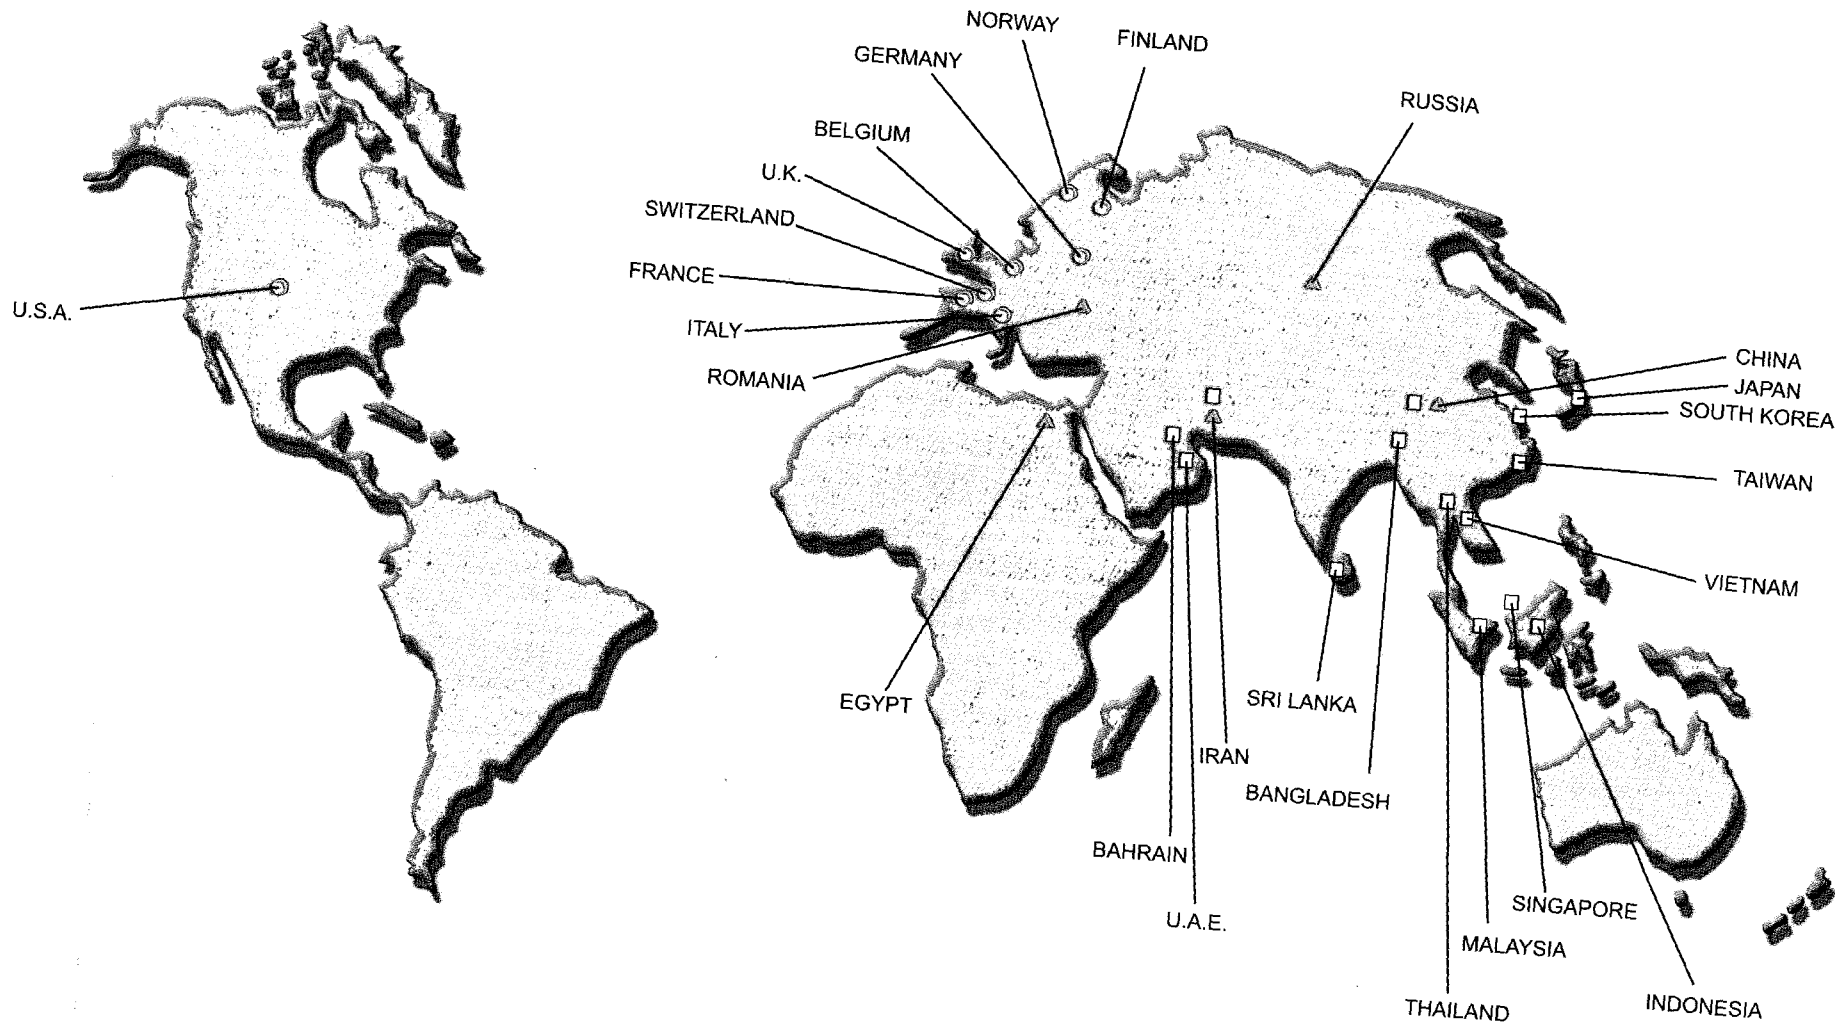 NORWAY
FINLAND
GERMANY
RUSSIA
BELGIUM
U.K.
SWITZERLAND
FRANCE
U.S.A.
ITALY
ROMANIA
CHINA
JAPAN
SOUTH KOREA
TAIWAN
VIETNAM
EGYPT
SRI LANKA
IRAN
BANGLADESH
BAHRAIN
U.A.E.
SINGAPORE
MALAYSIA
THAILAND
INDONESIA